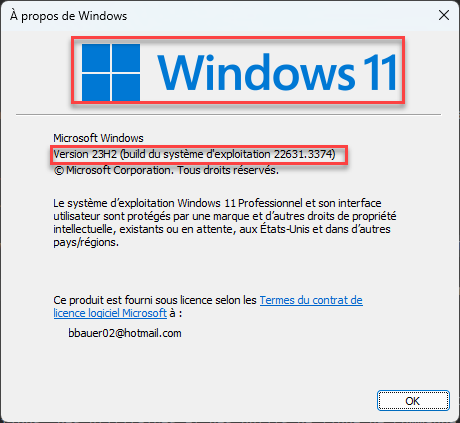 À propos de Windows
Windows 11
Microsoft Windows
Version 23H2 (build du système d'exploitation 22631.3374)
© Microsoft Corporation. Tous droits réservés.
Le système d'exploitation Windows 11 Professionnel et son interface
utilisateur sont protégés par une marque et d'autres droits de propriété
intellectuelle, existants ou en attente, aux États-Unis et dans d'autres
pays/régions.
Ce produit est fourni sous licence selon les Termes du contrat de
licence logiciel Microsoft à :
bbauer02@hotmail.com
OK